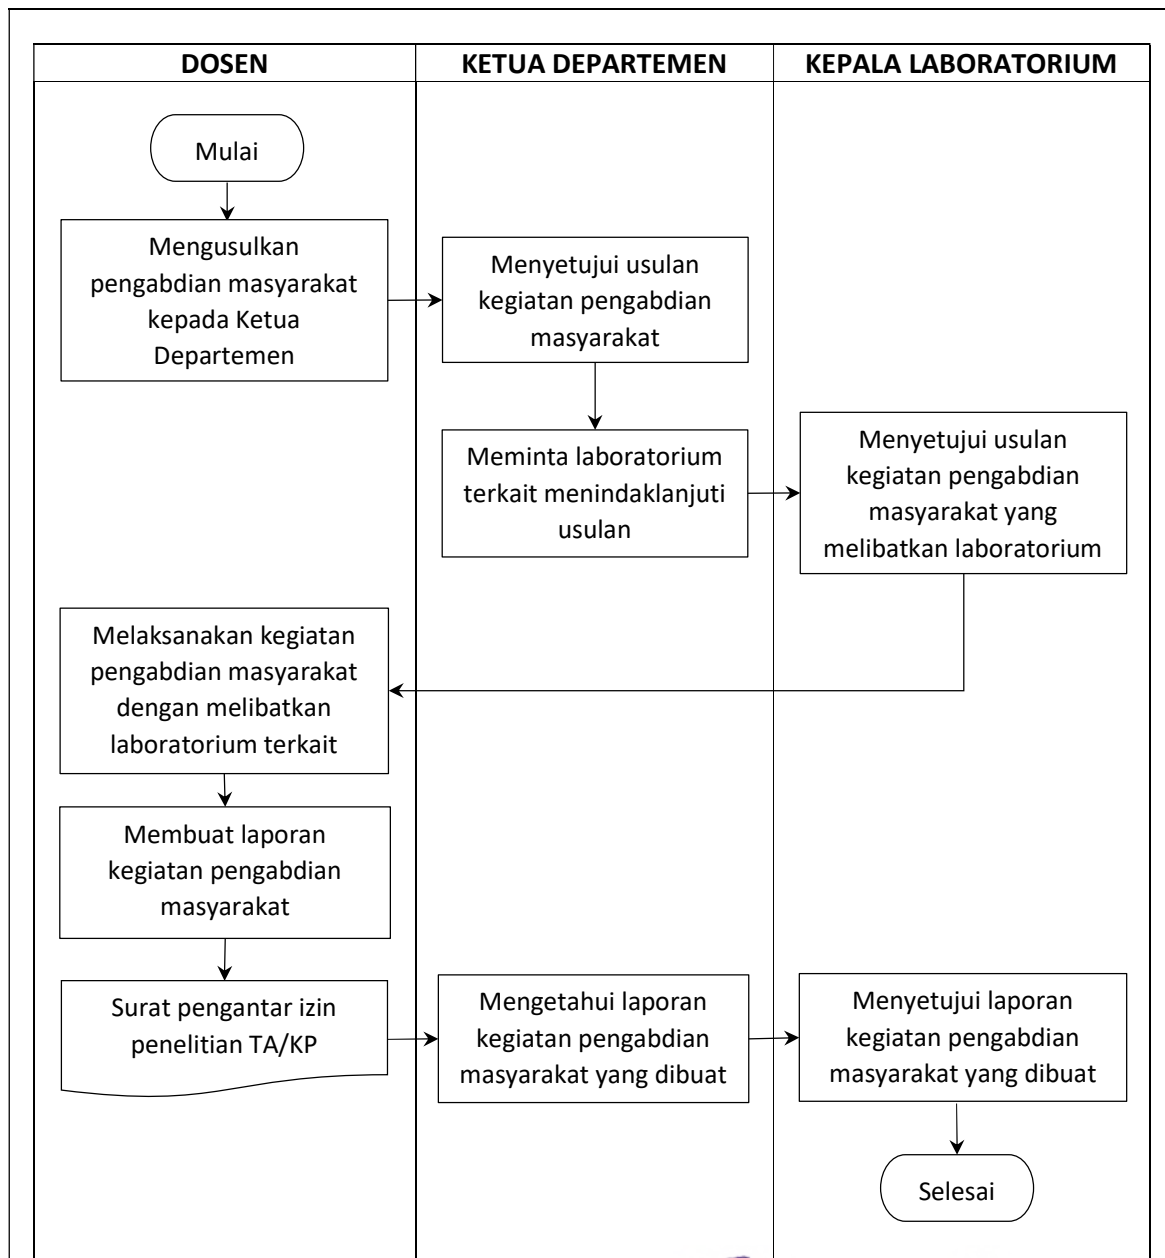 DOSEN
KETUA DEPARTEMEN
KEPALA LABORATORIUM
Mulai
Mengusulkan
pengabdian masyarakat
kepada Ketua
Departemen
Menyetujui usulan
kegiatan pengabdian
masyarakat
Meminta laboratorium
terkait menindaklanjuti
usulan
Menyetujui usulan
kegiatan pengabdian
masyarakat yang
melibatkan laboratorium
Melaksanakan kegiatan
pengabdian masyarakat
dengan melibatkan
laboratorium terkait
Membuat laporan
kegiatan pengabdian
masyarakat
Surat pengantar izin
penelitian TA/KP
Mengetahui laporan
kegiatan pengabdian
masyarakat yang dibuat
Menyetujui laporan
kegiatan pengabdian
masyarakat yang dibuat
Selesai